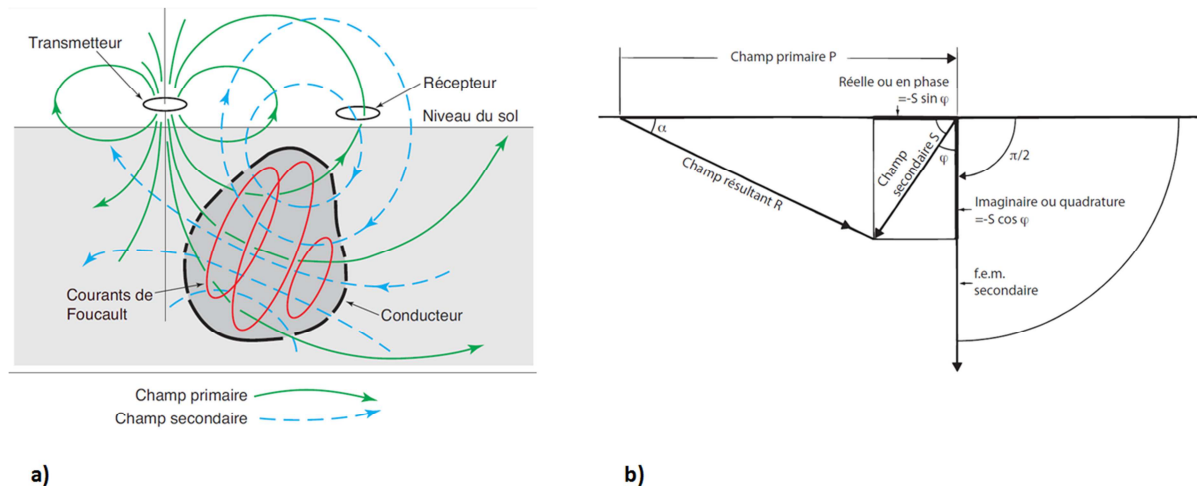 Transmetteur
Récepteur
Niveau du sol
Courants de
Foucault
Conducteur
Champ primaire
Champ secondaire
a)
Champ primaire P
Réelle ou en phase
=-S sin φ
α
Champ résultant R
Champ
secondaire S
φ
π/2
Imaginaire ou quadrature
=-S cos φ
f.e.m.
secondaire
b)